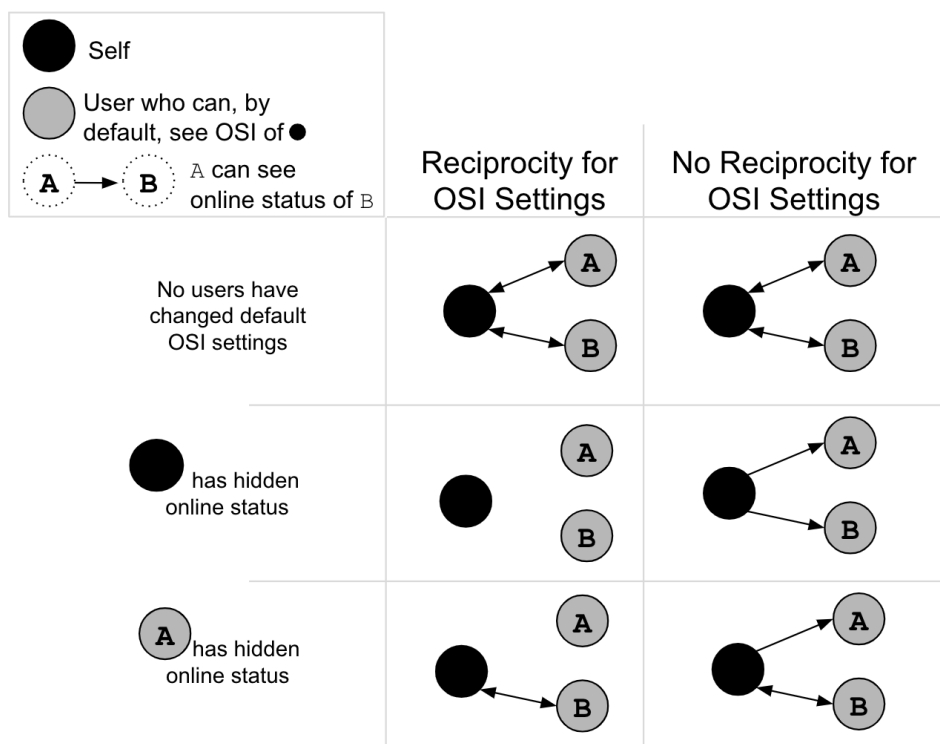 Self
User who can, by
default, see OSI of
A B A can see
online status of B
Reciprocity for
OSI Settings
No Reciprocity for
OSI Settings
No users have
changed default
OSI settings
A
B
A
B
has hidden
online status
A
B
A
B
A has hidden
online status
A
B
A
B